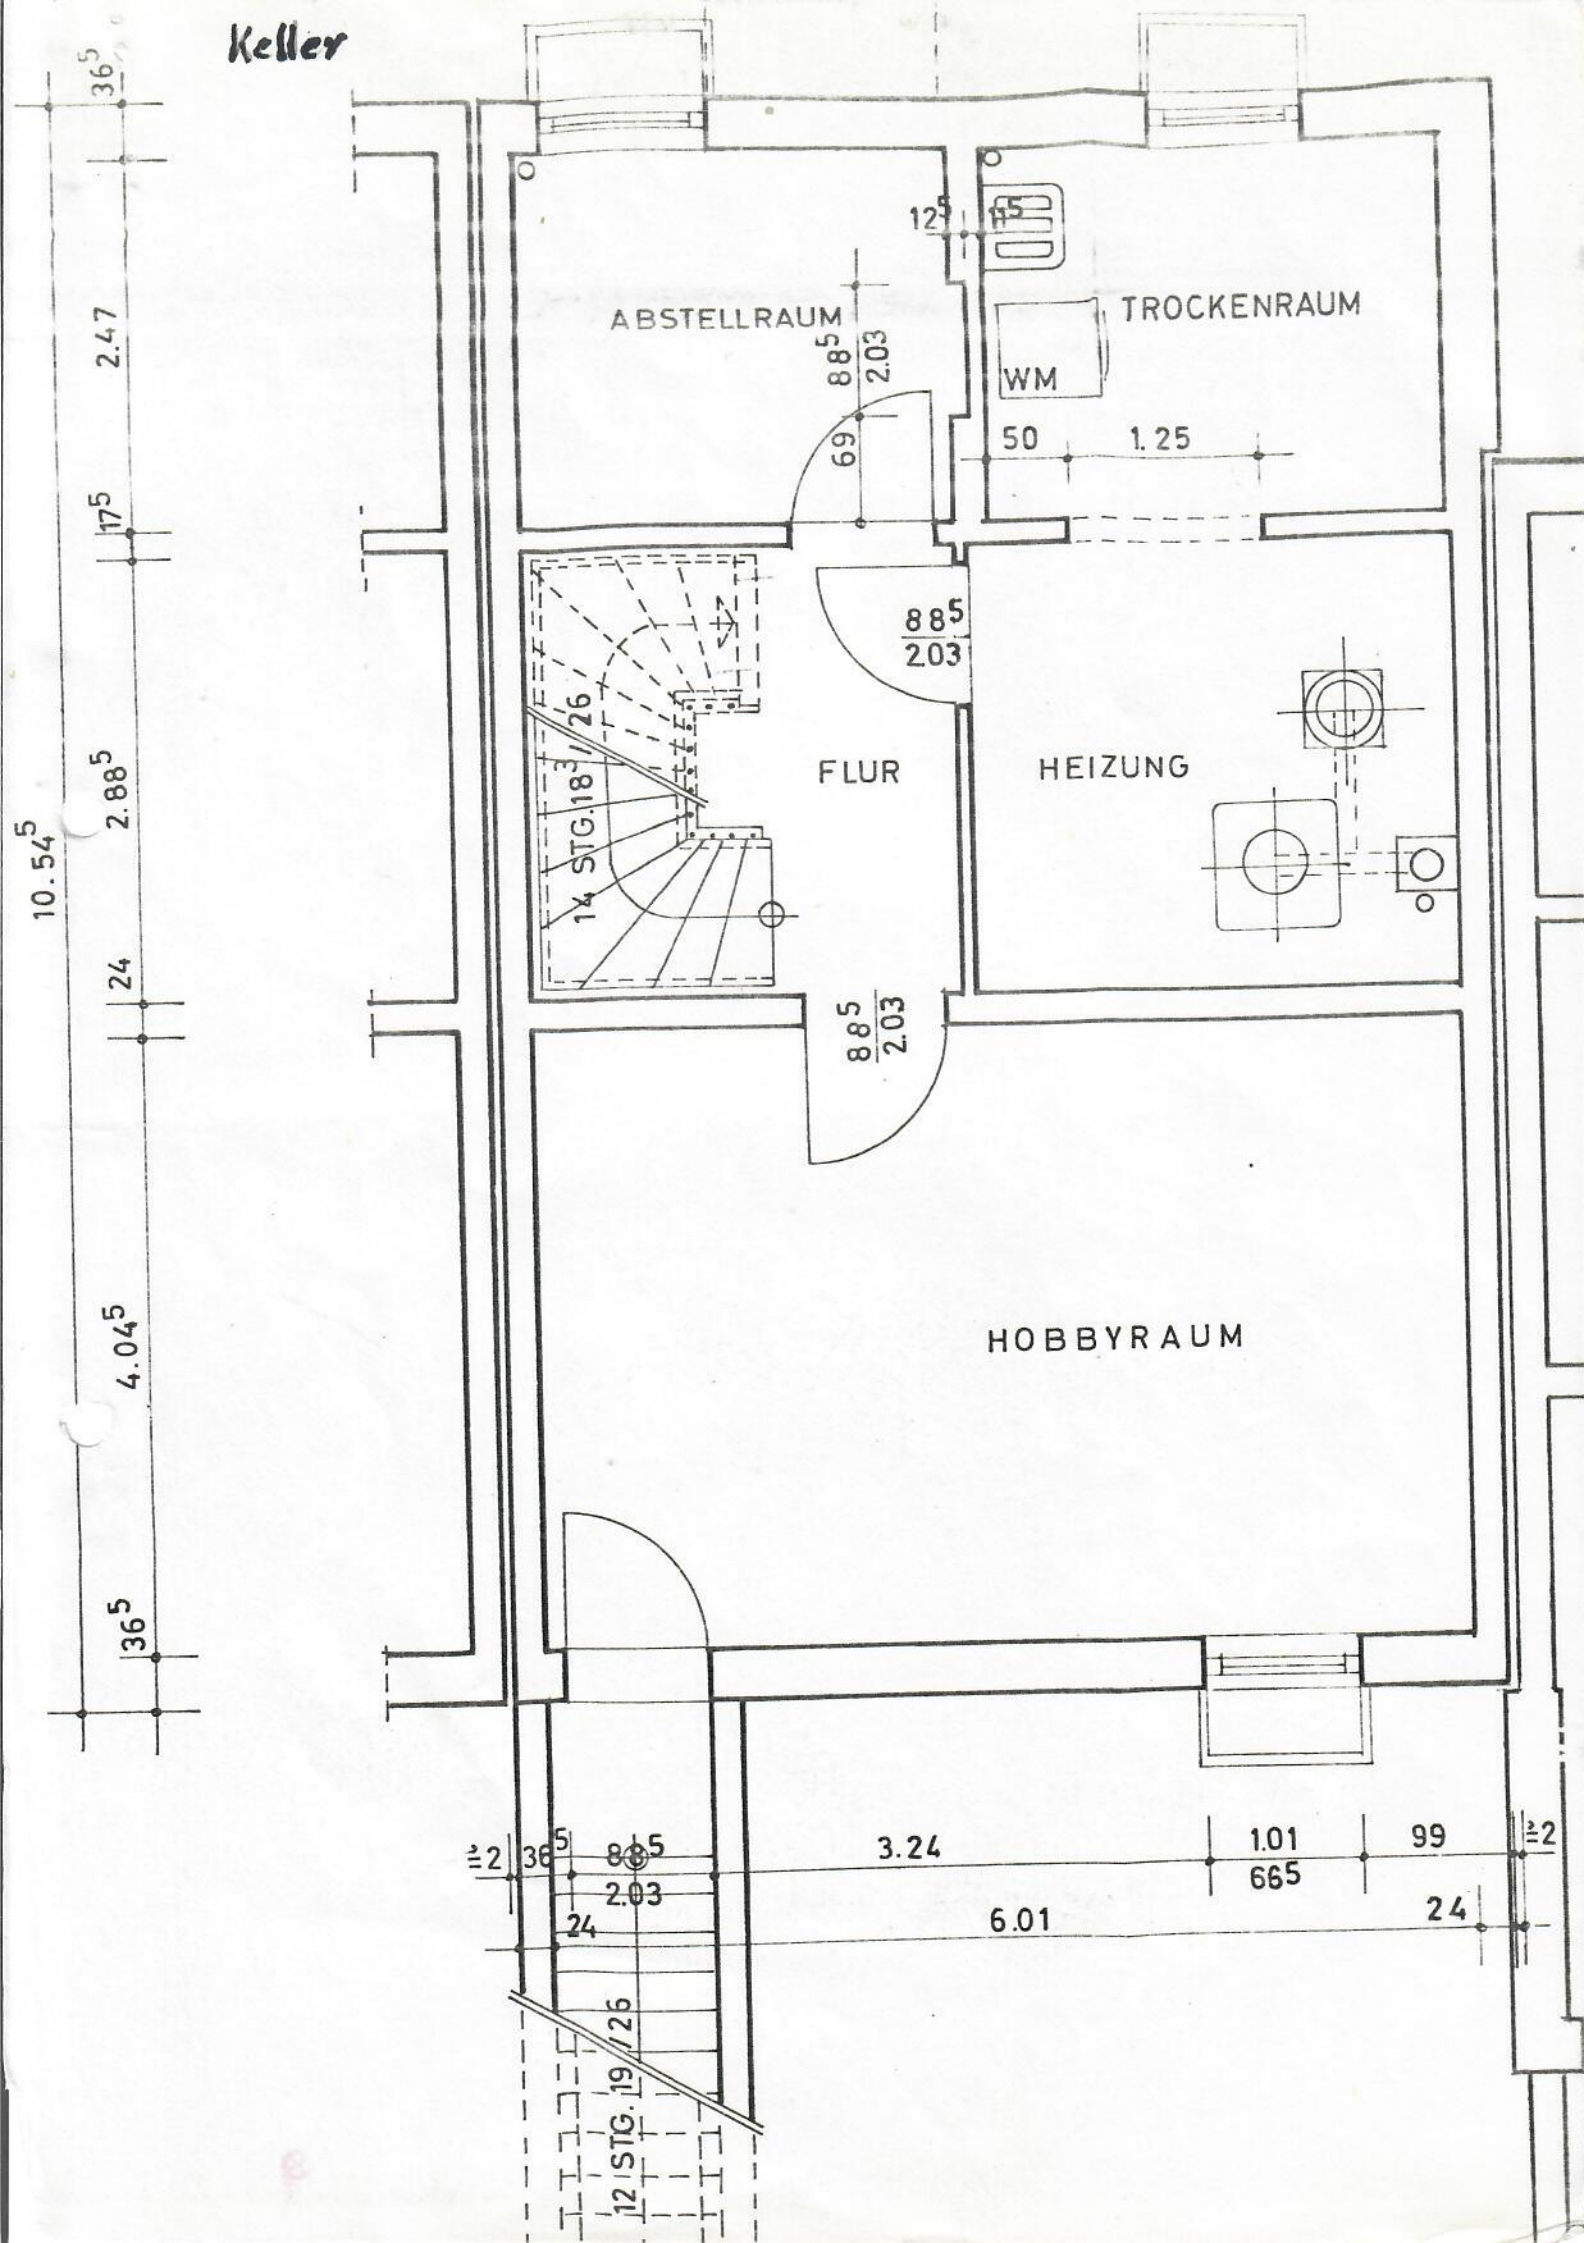 Keller
36⁵
2.47
17⁵
2.88⁵
10.54⁵
24
4.04⁵
36⁵
12⁵ 11⁵
ABSTELLRAUM
88⁵
2.03
69
TROCKENRAUM
WM
50 1.25
88⁵
2.03
14 STG. 18³/26
FLUR
HEIZUNG
88⁵
2.03
HOBBYRAUM
≥2 36⁵ 88⁵ 3.24 1.01 99 ≥2
2.03 66⁵
24 6.01 24
12 STG. 19/26